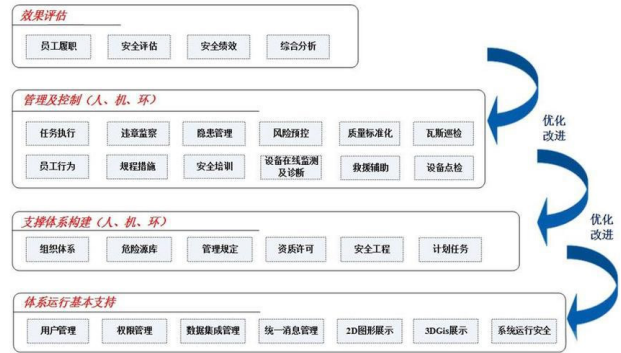 效果评估
员工履职 安全评估 安全绩效 综合分析
管理及控制（人、机、环）
任务执行 违章监察 隐患管理 风险预控 质量标准化 瓦斯巡检
员工行为 规程措施 安全培训 设备在线监测及诊断 救援辅助 设备点检
优化
改进
支撑体系构建（人、机、环）
组织体系 危险源库 管理规定 资质许可 安全工程 计划任务
优化
改进
体系运行基本支持
用户管理 权限管理 数据集成管理 统一消息管理 2D图形展示 3DGis展示 系统运行安全